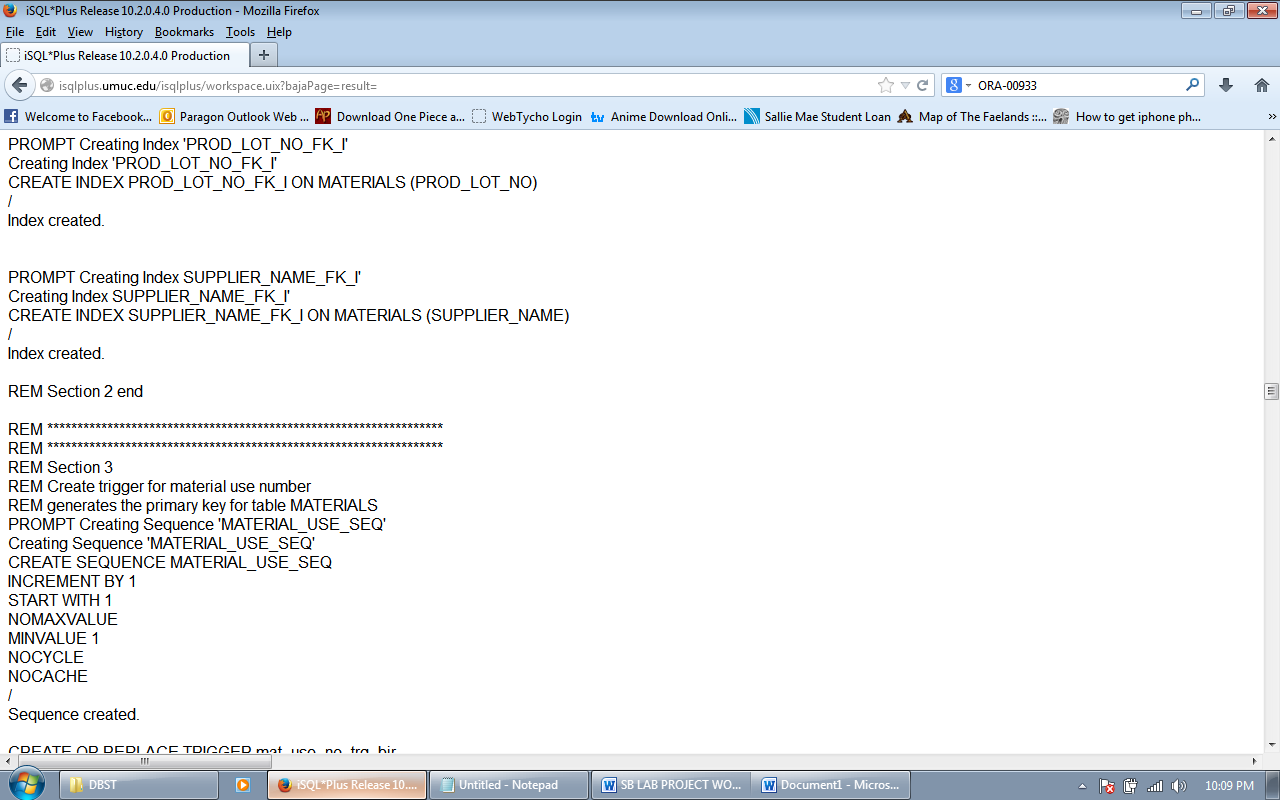 iSQL*Plus Release 10.2.0.4.0 Production - Mozilla Firefox
File Edit View History Bookmarks Tools Help
iSQL*Plus Release 10.2.0.4.0 Production
isqlplus.umuc.edu/isqlplus/workspace.uix?bajaPage=result=
ORA-00933
Welcome to Facebook... Paragon Outlook Web ... Download One Piece a... WebTycho Login Anime Download Onli... Sallie Mae Student Loan Map of The Faelands ::... How to get iphone ph... »
PROMPT Creating Index 'PROD_LOT_NO_FK_I'
Creating Index 'PROD_LOT_NO_FK_I'
CREATE INDEX PROD_LOT_NO_FK_I ON MATERIALS (PROD_LOT_NO)
/
Index created.
PROMPT Creating Index SUPPLIER_NAME_FK_I'
Creating Index SUPPLIER_NAME_FK_I'
CREATE INDEX SUPPLIER_NAME_FK_I ON MATERIALS (SUPPLIER_NAME)
/
Index created.
REM Section 2 end
REM ******************************************************************
REM ******************************************************************
REM Section 3
REM Create trigger for material use number
REM generates the primary key for table MATERIALS
PROMPT Creating Sequence 'MATERIAL_USE_SEQ'
Creating Sequence 'MATERIAL_USE_SEQ'
CREATE SEQUENCE MATERIAL_USE_SEQ
INCREMENT BY 1
START WITH 1
NOMAXVALUE
MINVALUE 1
NOCYCLE
NOCACHE
/
Sequence created.
CREATE OR REPLACE TRIGGER mat_use_no_trg_bir
DBST iSQL*Plus Release 10.... Untitled - Notepad SB LAB PROJECT WO... Document1 - Micros... 10:09 PM